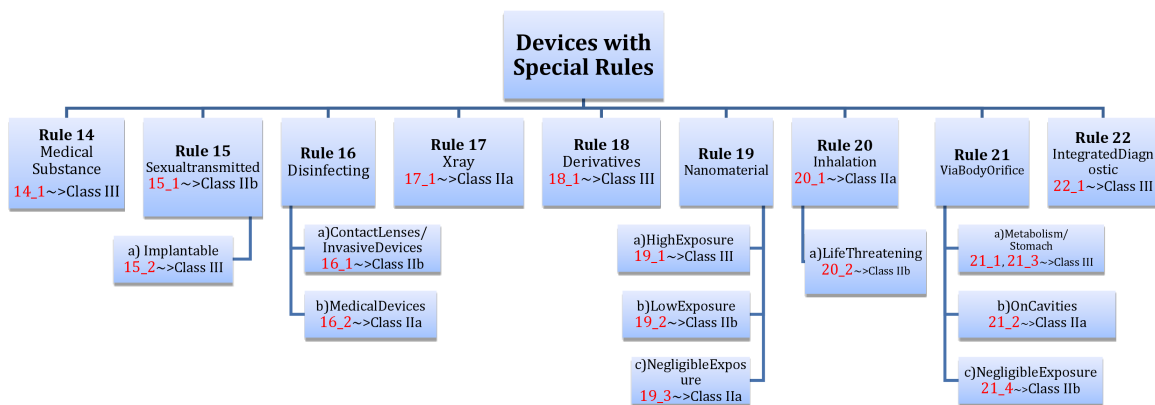 Devices with
Special Rules
Rule 14
Medical
Substance
14_1~>Class III
Rule 15
Sexualtransmitted
15_1~>Class IIb
a) Implantable
15_2~>Class III
Rule 16
Disinfecting
a)ContactLenses/
InvasiveDevices
16_1~>Class IIb
b)MedicalDevices
16_2~>Class IIa
Rule 17
Xray
17_1~>Class IIa
Rule 18
Derivatives
18_1~>Class III
Rule 19
Nanomaterial
a)HighExposure
19_1~>Class III
b)LowExposure
19_2~>Class IIb
c)NegligibleExpos
ure
19_3~>Class IIa
Rule 20
Inhalation
20_1~>Class IIa
a)LifeThreatening
20_2~>Class IIb
Rule 21
ViaBodyOrifice
a)Metabolism/
Stomach
21_1, 21_3~>Class III
b)OnCavities
21_2~>Class IIa
c)NegligibleExposure
21_4~>Class IIb
Rule 22
IntegratedDiagn
ostic
22_1~>Class III